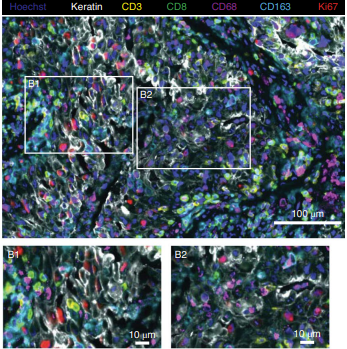 Hoechst Keratin CD3 CD8 CD68 CD163 Ki67
B1
B2
100 µm
B1
B2
10 µm
10 µm